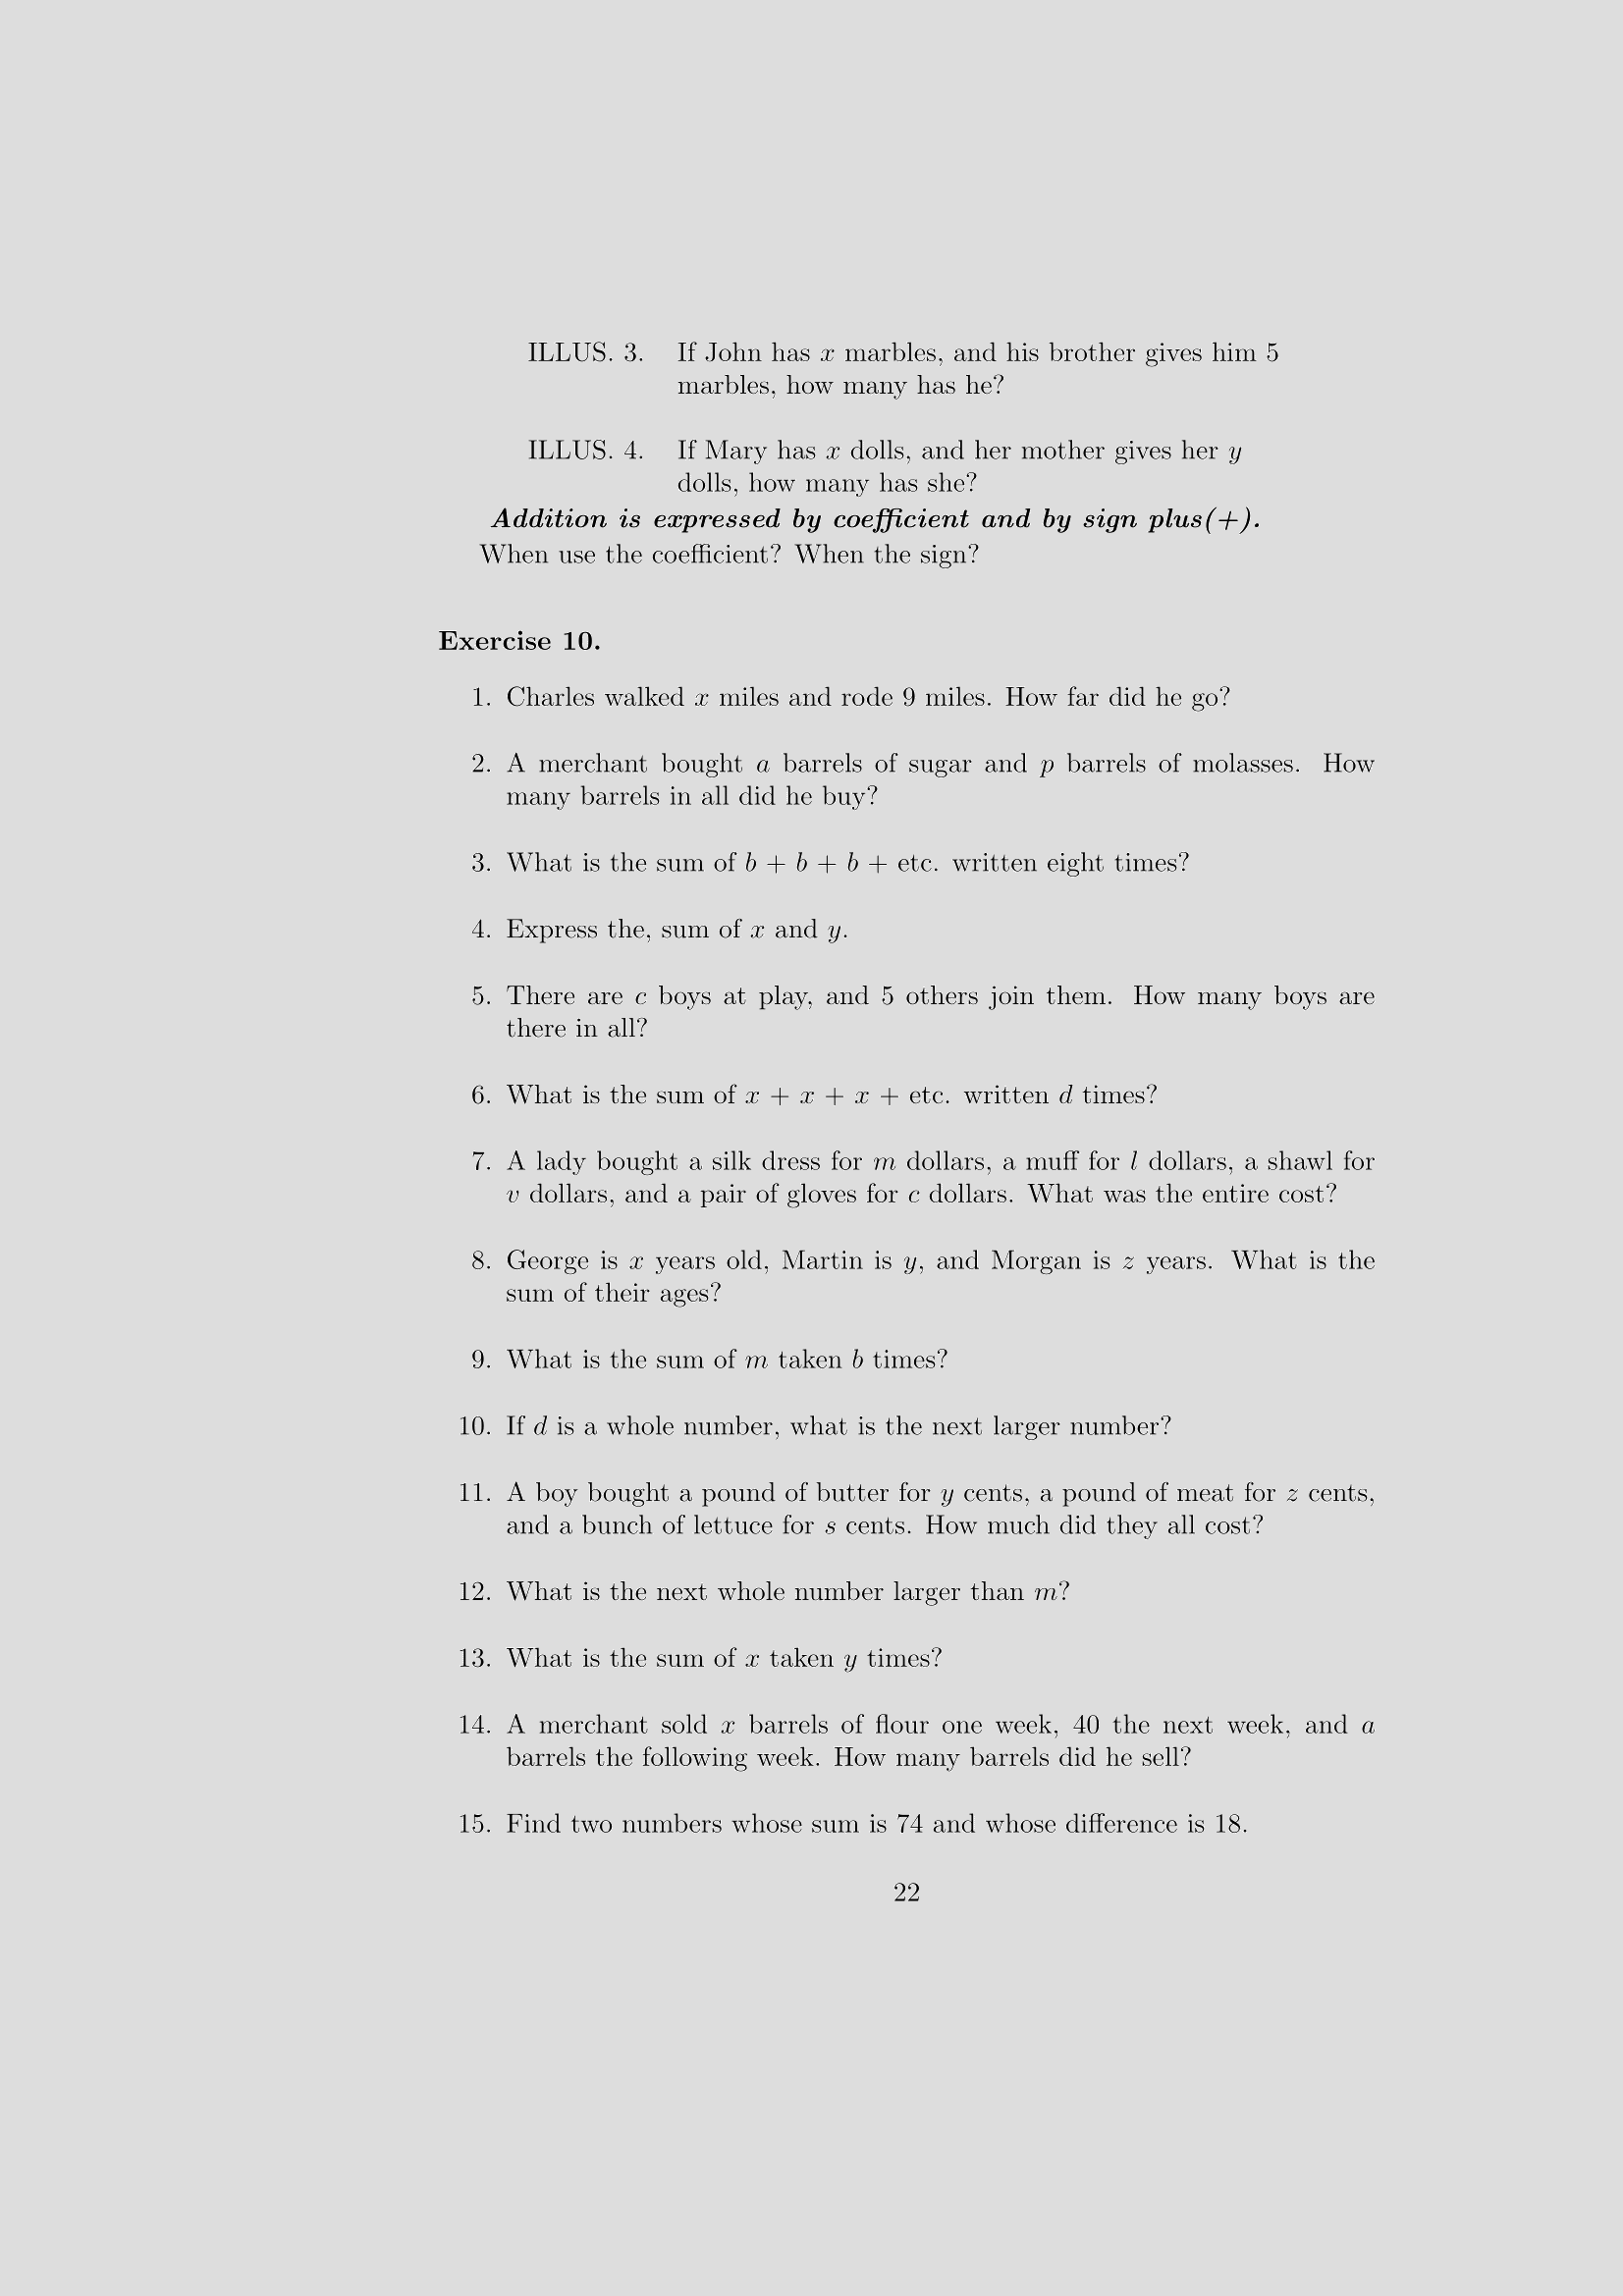 ILLUS. 3. If John has x marbles, and his brother gives him 5
marbles, how many has he?
ILLUS. 4. If Mary has x dolls, and her mother gives her y
dolls, how many has she?
Addition is expressed by coefficient and by sign plus(+).
When use the coefficient? When the sign?
Exercise 10.
1. Charles walked x miles and rode 9 miles. How far did he go?
2. A merchant bought a barrels of sugar and p barrels of molasses. How
many barrels in all did he buy?
3. What is the sum of b + b + b + etc. written eight times?
4. Express the, sum of x and y.
5. There are c boys at play, and 5 others join them. How many boys are
there in all?
6. What is the sum of x + x + x + etc. written d times?
7. A lady bought a silk dress for m dollars, a muff for l dollars, a shawl for
v dollars, and a pair of gloves for c dollars. What was the entire cost?
8. George is x years old, Martin is y, and Morgan is z years. What is the
sum of their ages?
9. What is the sum of m taken b times?
10. If d is a whole number, what is the next larger number?
11. A boy bought a pound of butter for y cents, a pound of meat for z cents,
and a bunch of lettuce for s cents. How much did they all cost?
12. What is the next whole number larger than m?
13. What is the sum of x taken y times?
14. A merchant sold x barrels of flour one week, 40 the next week, and a
barrels the following week. How many barrels did he sell?
15. Find two numbers whose sum is 74 and whose difference is 18.
22